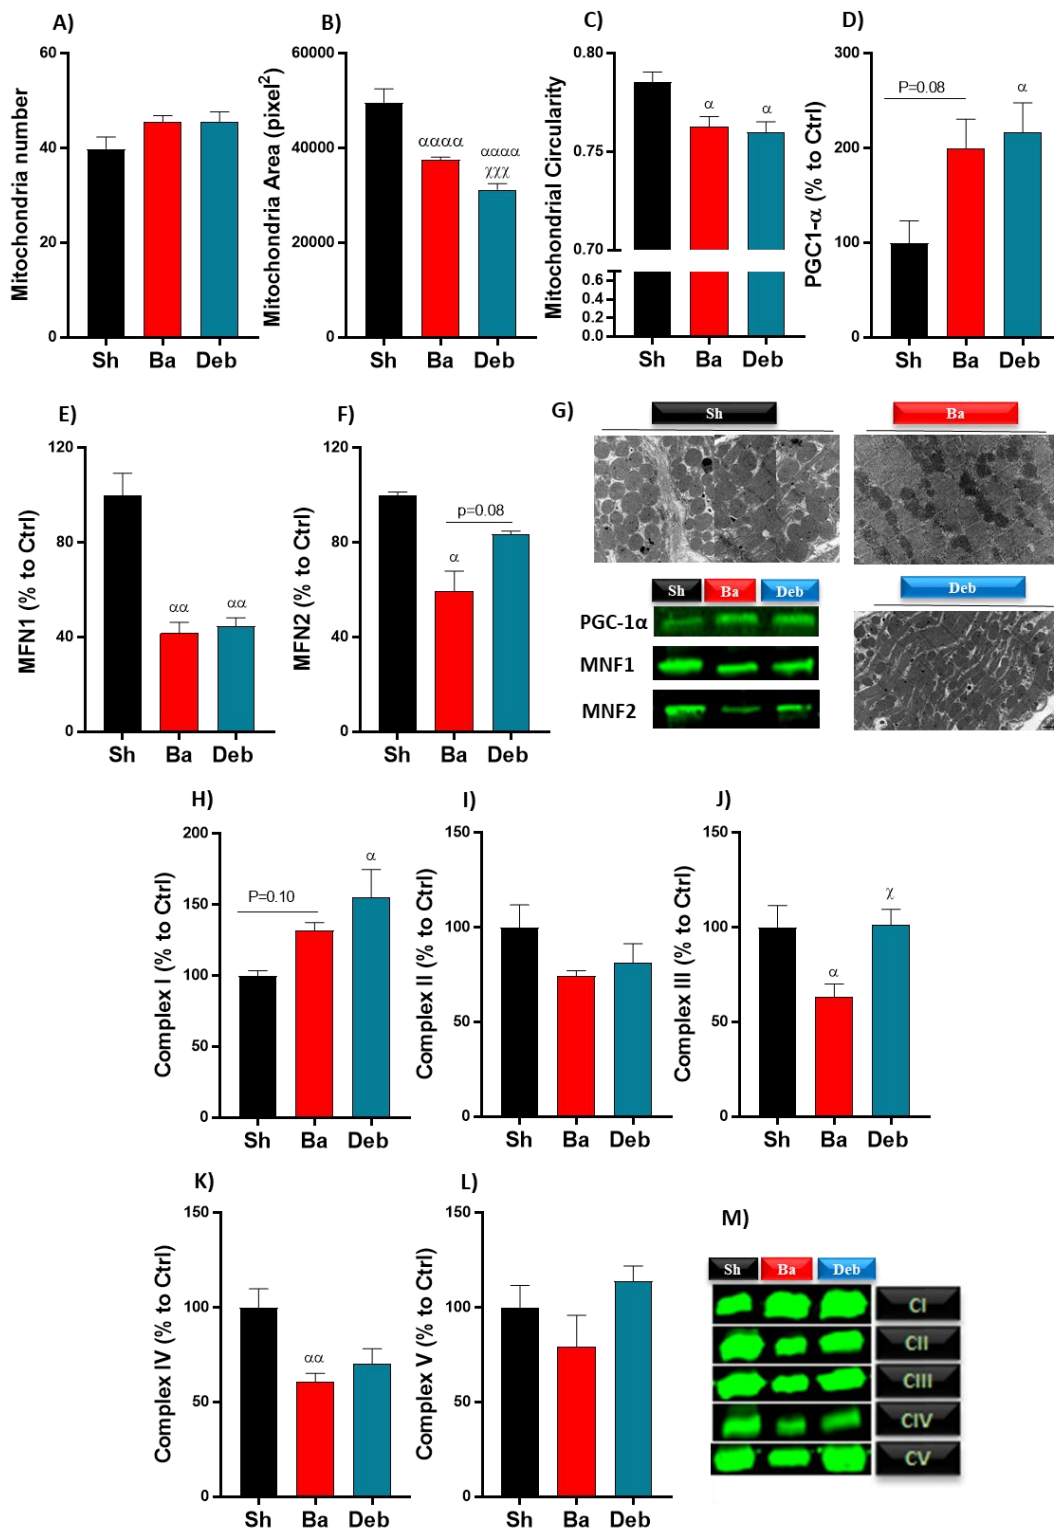 A)
Mitochondria number
60
40
20
0
Sh Ba Deb
B)
Mitochondria Area (pixel²)
60000
40000
20000
0
αααα
αααα
χχχ
Sh Ba Deb
C)
Mitochondrial Circularity
0.80
0.75
0.70
0.6
0.4
0.2
0.0
α
α
Sh Ba Deb
D)
PGC1-α (% to Ctrl)
300
200
100
0
P=0.08
α
Sh Ba Deb
E)
MFN1 (% to Ctrl)
120
80
40
0
αα
αα
Sh Ba Deb
F)
MFN2 (% to Ctrl)
120
80
40
0
α
p=0.08
Sh Ba Deb
G)
Sh
Ba
Deb
Sh Ba Deb
PGC-1α
MNF1
MNF2
H)
Complex I (% to Ctrl)
200
150
100
50
0
P=0.10
α
Sh Ba Deb
I)
Complex II (% to Ctrl)
150
100
50
0
Sh Ba Deb
J)
Complex III (% to Ctrl)
150
100
50
0
α
χ
Sh Ba Deb
K)
Complex IV (% to Ctrl)
150
100
50
0
αα
Sh Ba Deb
L)
Complex V (% to Ctrl)
150
100
50
0
Sh Ba Deb
M)
Sh Ba Deb
CI
CII
CIII
CIV
CV